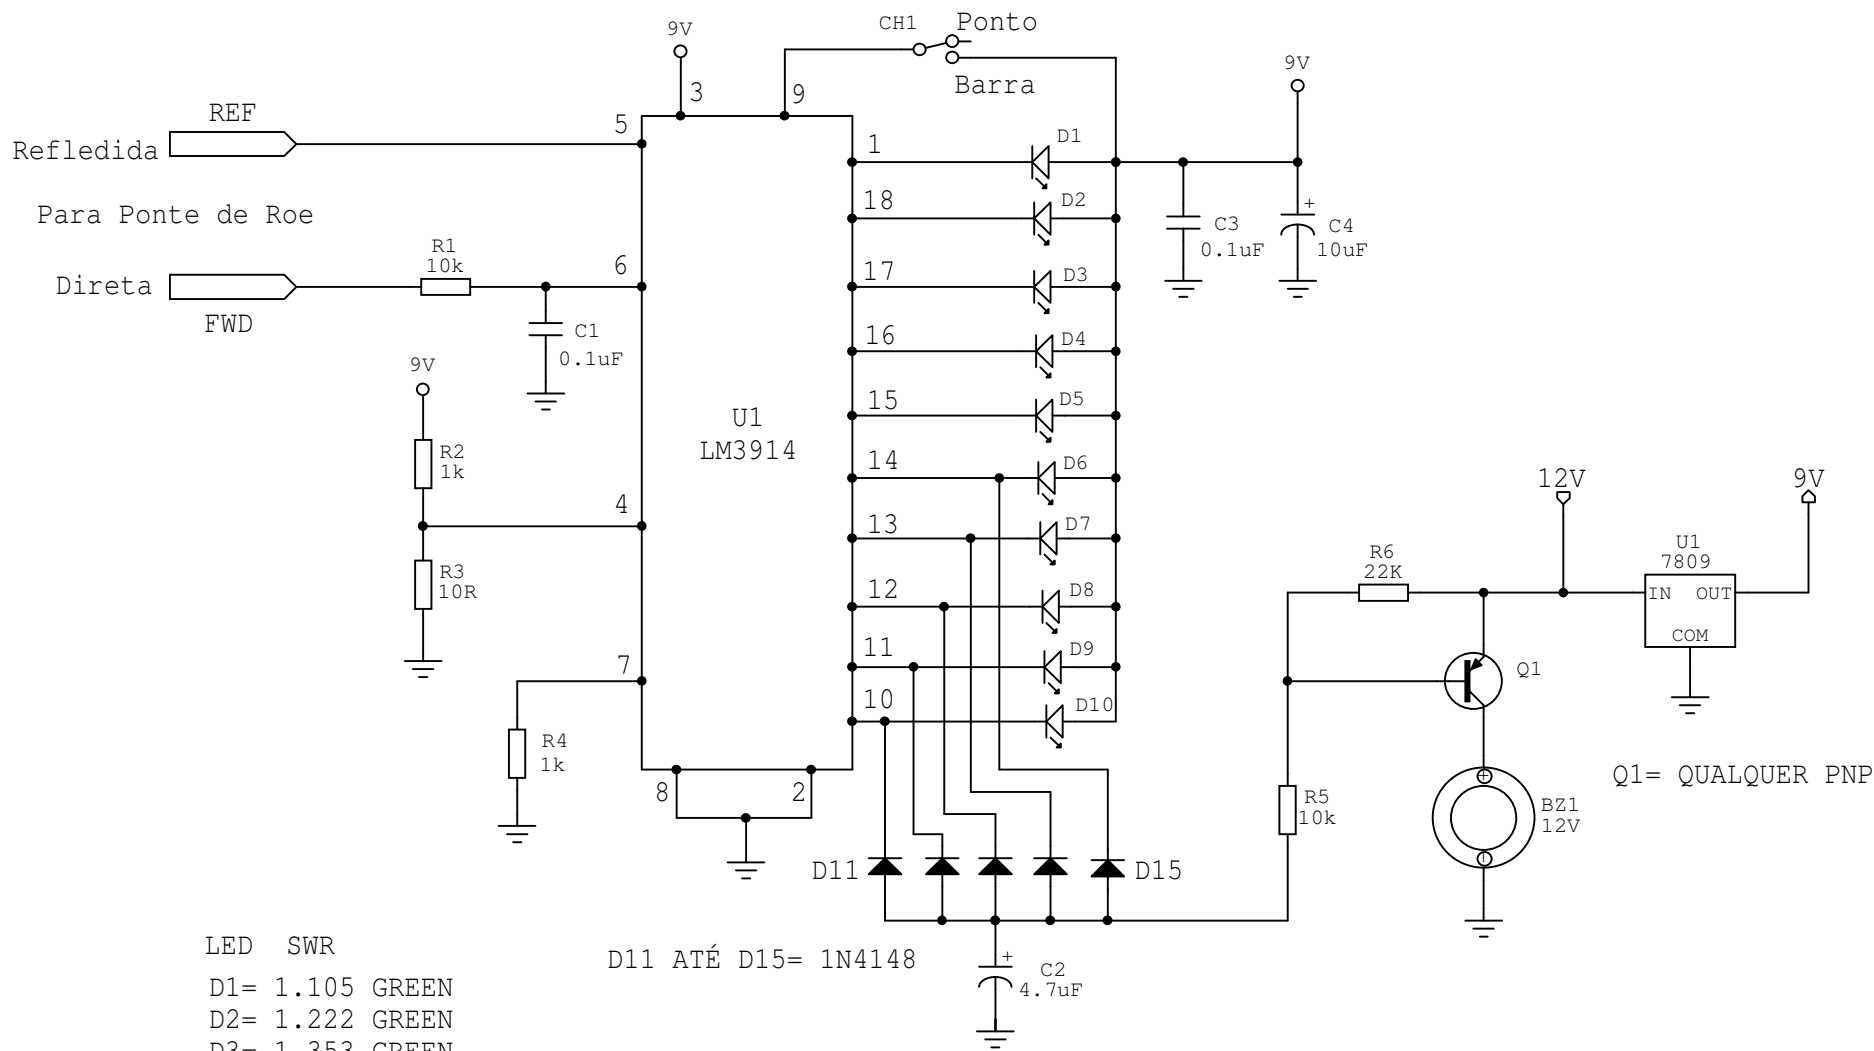 CH1
Ponto
Barra
9V
3
9
REF
Refledida
5
Para Ponte de Roe
Direta
FWD
R1
10k
6
C1
0.1uF
9V
R2
1k
4
R3
10R
7
R4
1k
8
2
U1
LM3914
1
D1
18
D2
17
D3
16
D4
15
D5
14
D6
13
D7
12
D8
11
D9
10
D10
9V
C3
0.1uF
+
C4
10uF
D11
D15
D11 ATÉ D15= 1N4148
+
C2
4.7uF
R5
10k
R6
22K
12V
9V
U1
7809
IN OUT
COM
Q1
Q1= QUALQUER PNP
+
BZ1
12V
LED SWR
D1= 1.105 GREEN
D2= 1.222 GREEN
D3= 1.353 GREEN